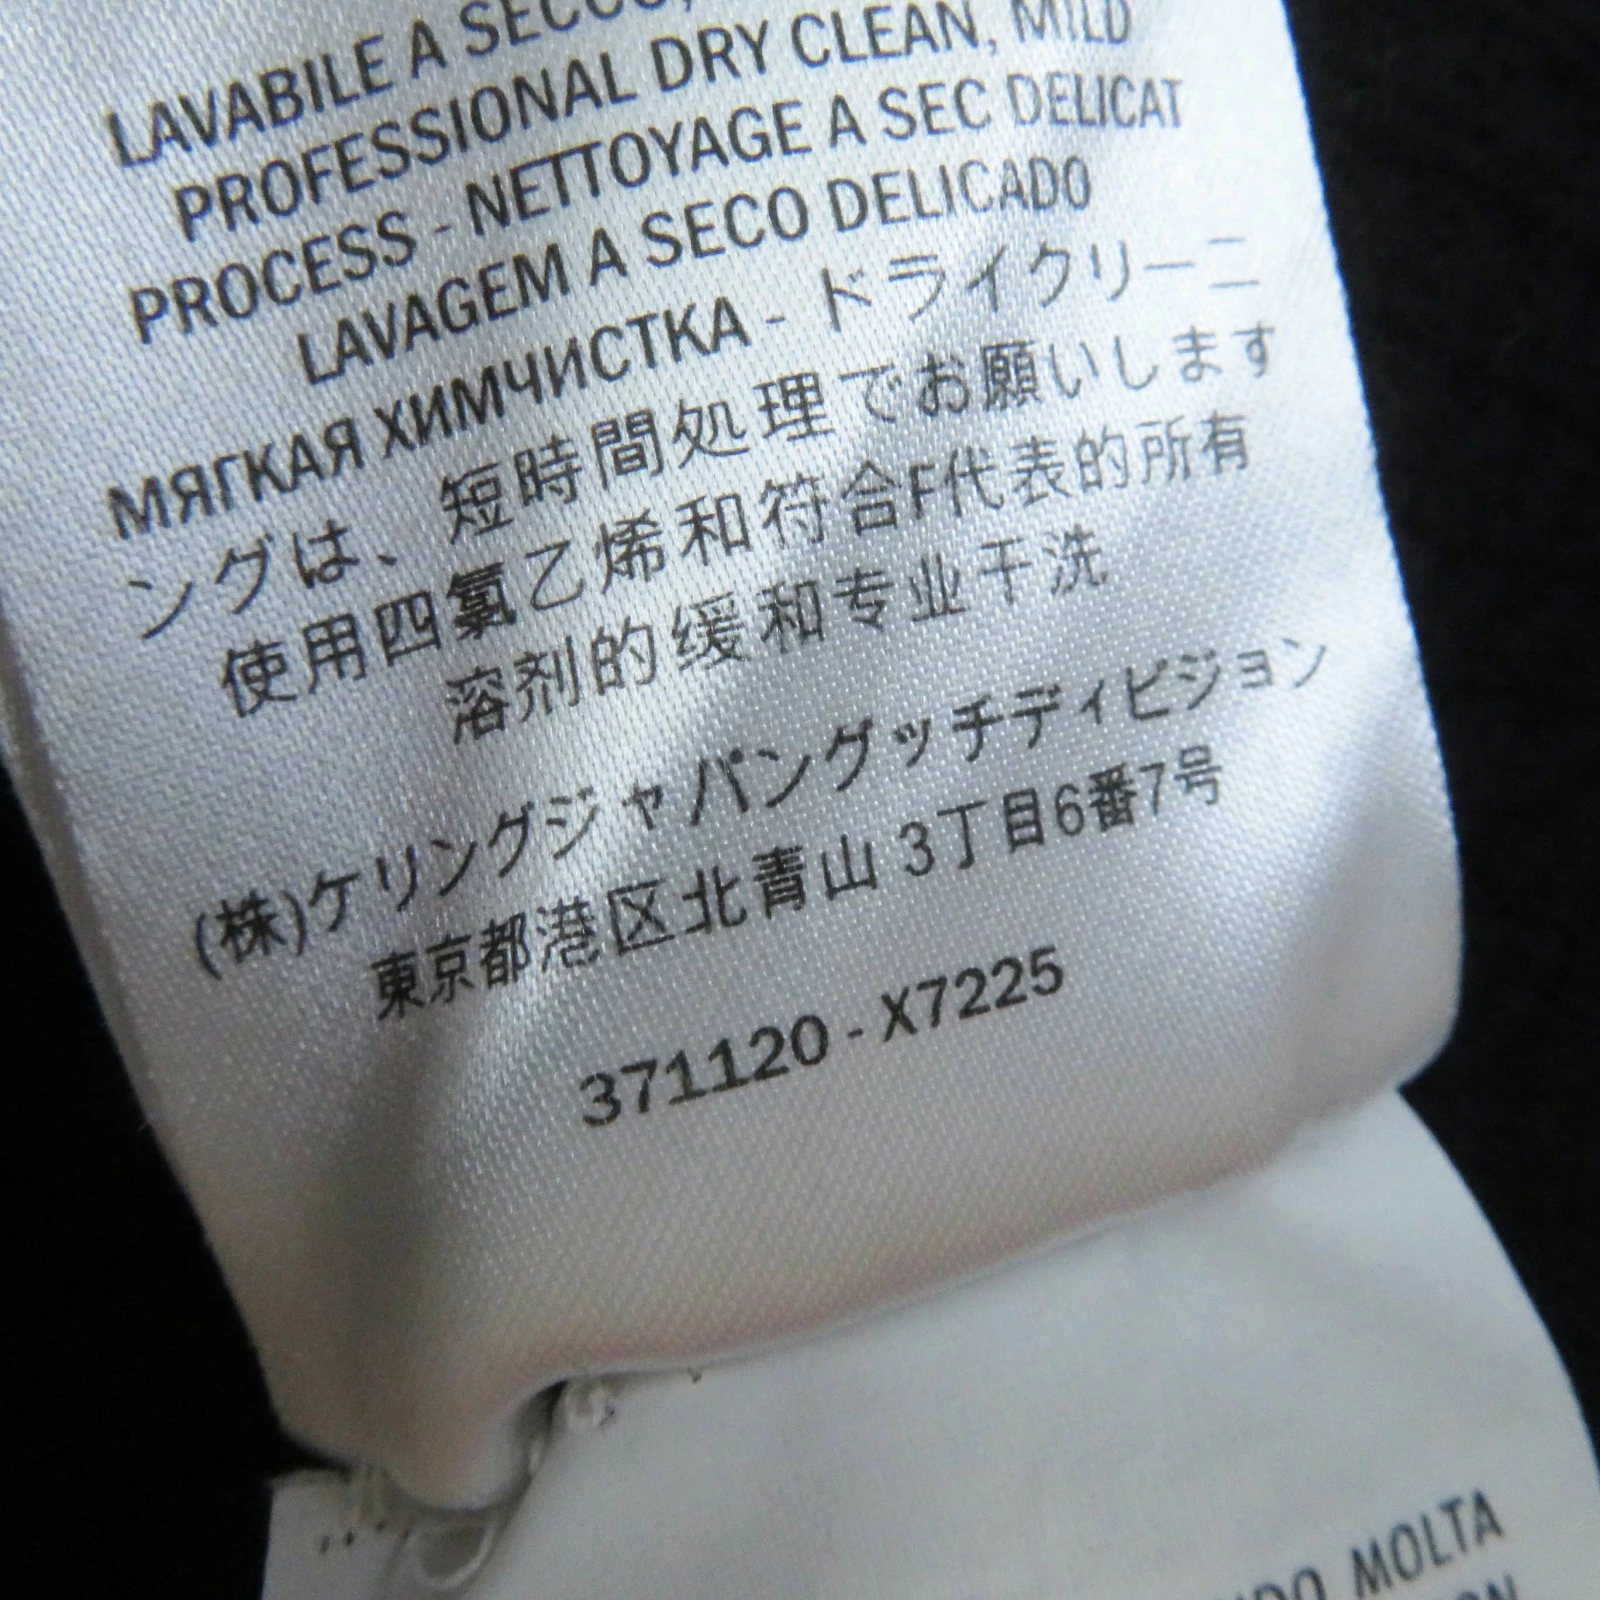 LAVABILE A SECCO,
PROFESSIONAL DRY CLEAN, MILD
PROCESS - NETTOYAGE A SEC DELICAT
LAVAGEM A SECO DELICADO
МЯГКАЯ ХИМЧИСТКА - ドライクリーニ
ングは、短時間処理でお願いします
使用四氯乙烯和符合F代表的所有
溶剂的缓和专业干洗
(株)ケリングジャパングッチディビジョン
東京都港区北青山 3丁目6番7号
371120 - X7225
MOLTA